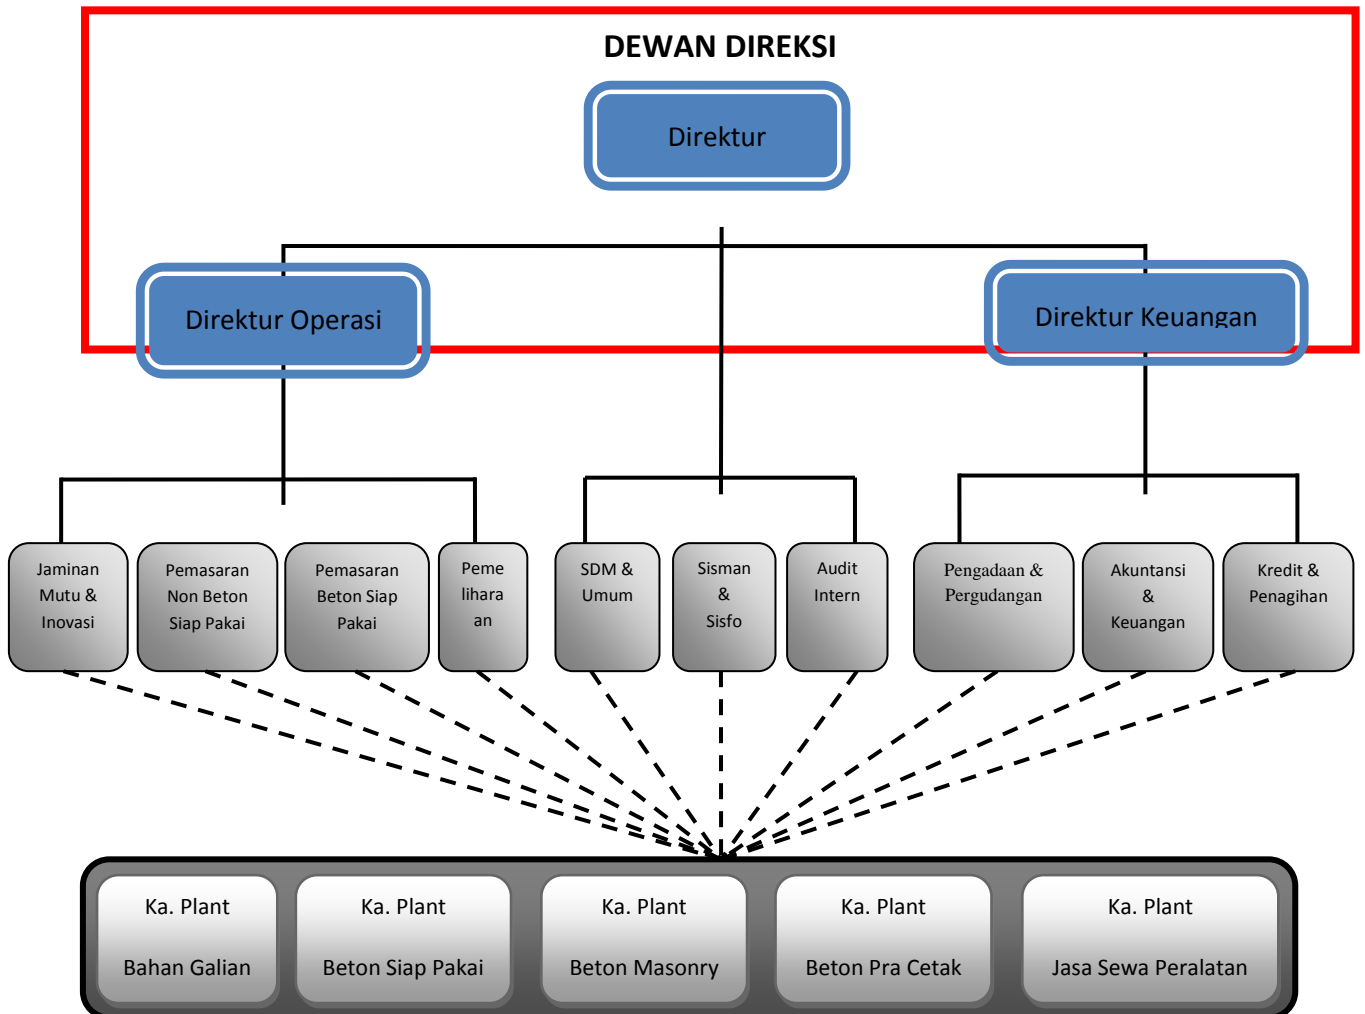 DEWAN DIREKSI
Direktur
Direktur Operasi
Direktur Keuangan
Jaminan
Mutu &
Inovasi
Pemasaran
Non Beton
Siap Pakai
Pemasaran
Beton Siap
Pakai
Peme
lihara
an
SDM &
Umum
Sisman
&
Sisfo
Audit
Intern
Pengadaan &
Pergudangan
Akuntansi
&
Keuangan
Kredit &
Penagihan
Ka. Plant
Bahan Galian
Ka. Plant
Beton Siap Pakai
Ka. Plant
Beton Masonry
Ka. Plant
Beton Pra Cetak
Ka. Plant
Jasa Sewa Peralatan